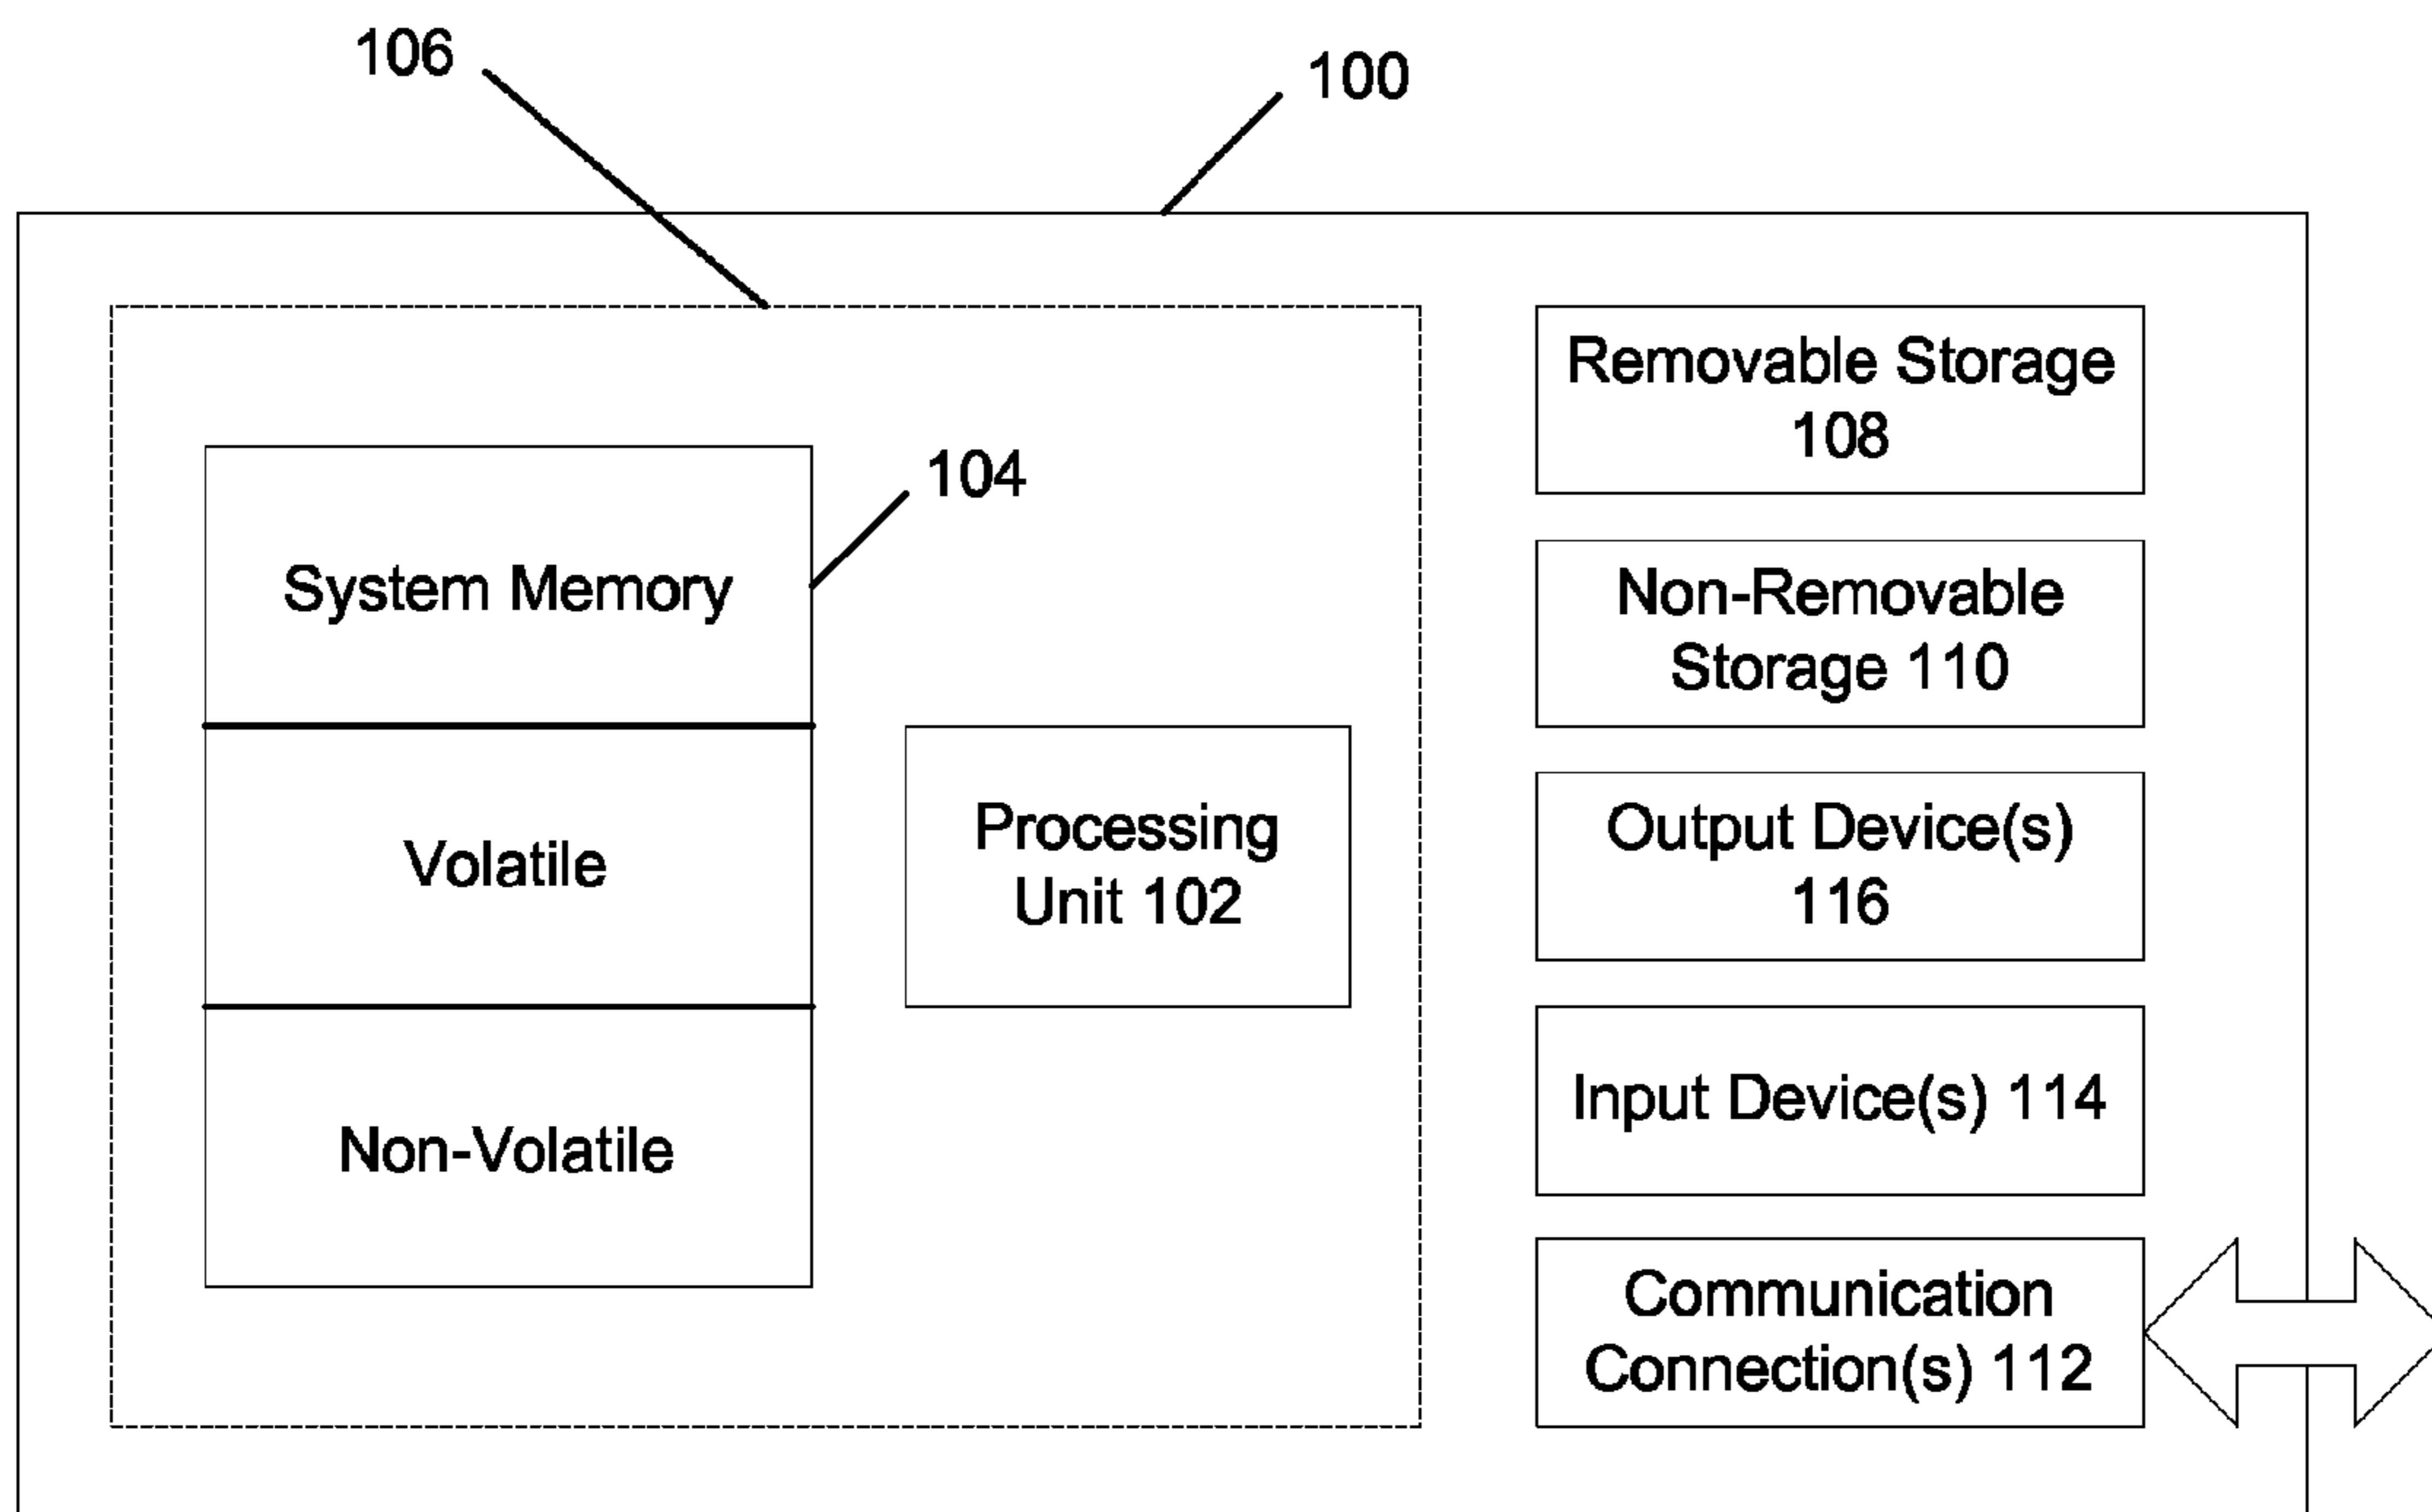 106
100
104
System Memory
Volatile
Non-Volatile
Processing
Unit 102
Removable Storage
108
Non-Removable
Storage 110
Output Device(s)
116
Input Device(s) 114
Communication
Connection(s) 112